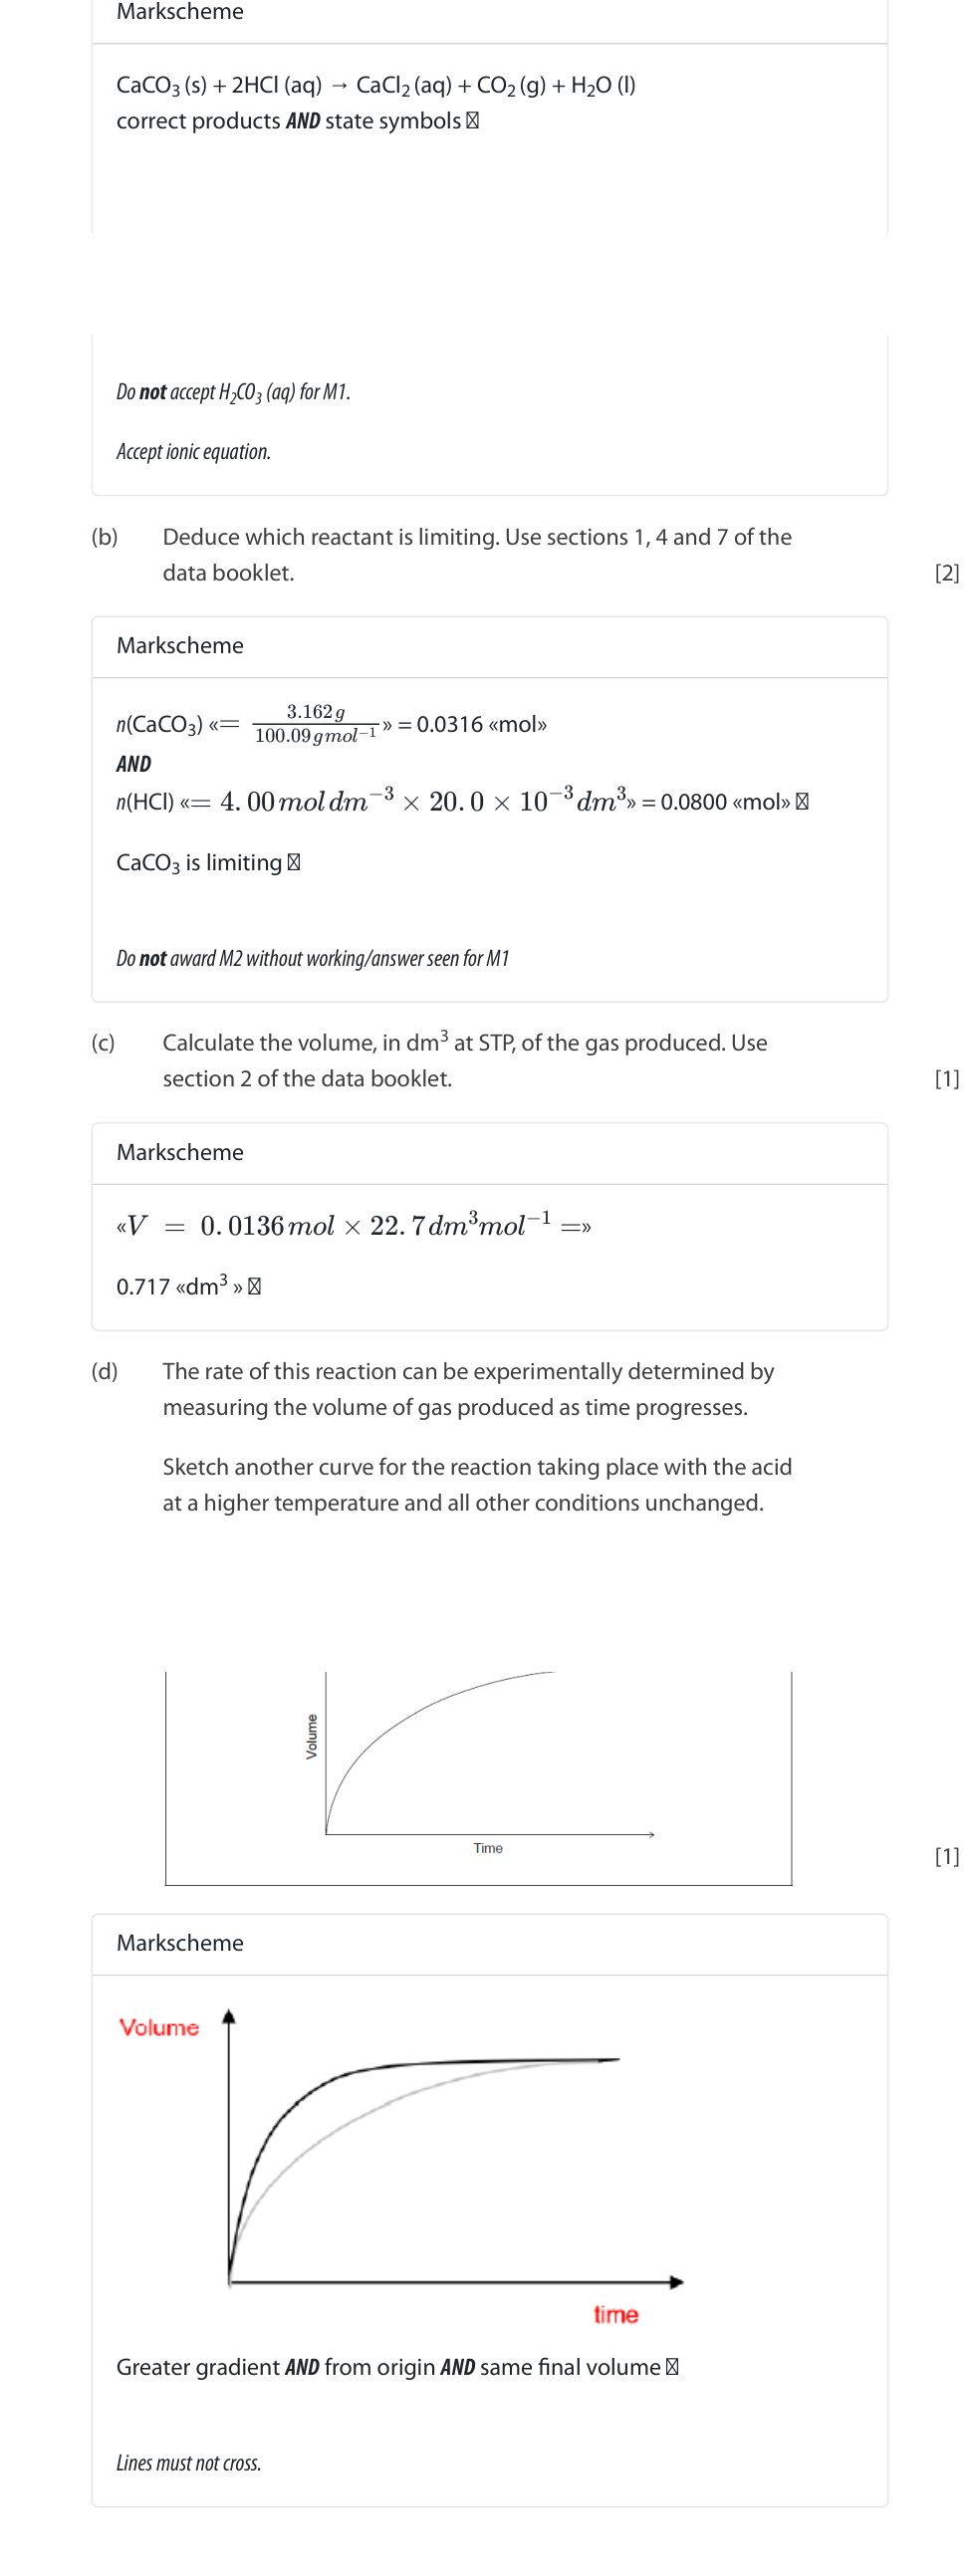 Markscheme
CaCO₃ (s) + 2HCl (aq) → CaCl₂ (aq) + CO₂ (g) + H₂O (l)
correct products AND state symbols
Do not accept H₂CO₃ (aq) for M1.
Accept ionic equation.
(b) Deduce which reactant is limiting. Use sections 1, 4 and 7 of the
data booklet. [2]
Markscheme
n(CaCO₃) «= 3.162 g / 100.09 g mol⁻¹» = 0.0316 «mol»
AND
n(HCl) «= 4.00 mol dm⁻³ × 20.0 × 10⁻³ dm³» = 0.0800 «mol»
CaCO₃ is limiting
Do not award M2 without working/answer seen for M1
(c) Calculate the volume, in dm³ at STP, of the gas produced. Use
section 2 of the data booklet. [1]
Markscheme
«V = 0.0136 mol × 22.7 dm³ mol⁻¹ =»
0.717 «dm³ »
(d) The rate of this reaction can be experimentally determined by
measuring the volume of gas produced as time progresses.
Sketch another curve for the reaction taking place with the acid
at a higher temperature and all other conditions unchanged.
Volume
Time
[1]
Markscheme
Volume
time
Greater gradient AND from origin AND same final volume
Lines must not cross.